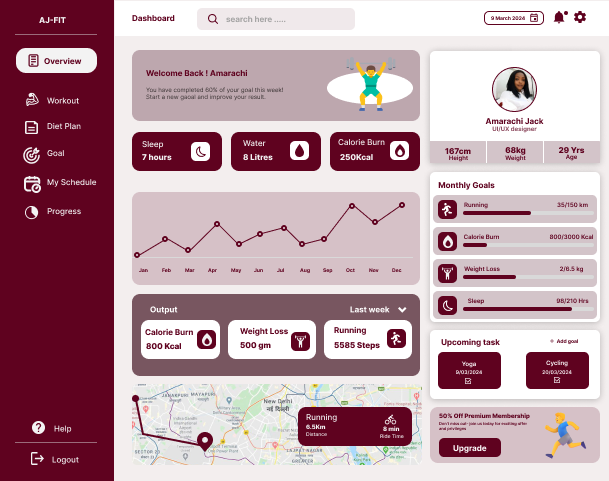 AJ-FIT
Overview
Workout
Diet Plan
Goal
My Schedule
Progress
Help
Logout
Dashboard
search here .....
9 March 2024
Welcome Back ! Amarachi
You have completed 60% of your goal this week!
Start a new gaoal and improve your result.
Sleep
7 hours
Water
8 Litres
Calorie Burn
250Kcal
Jan Feb Mar Apr May Jun Jul Aug Sep Oct Nov Dec
Output
Last week
Calorie Burn
800 Kcal
Weight Loss
500 gm
Running
5585 Steps
New Delhi
नई दिल्ली
SECTOR 23
LAJPAT NAGAR
Running
6.5Km
Distance
8 min
Ride Time
Amarachi Jack
UI/UX designer
167cm
Height
68kg
Weight
29 Yrs
Age
Monthly Goals
Running
35/150 km
Calorie Burn
800/3000 Kcal
Weight Loss
2/6.5 kg
Sleep
98/210 Hrs
Upcoming task
+ Add goal
Yoga
9/03/2024
Cycling
20/03/2024
50% Off Premium Membership
Don't miss out- join us today for exciting offer
and privileges
Upgrade